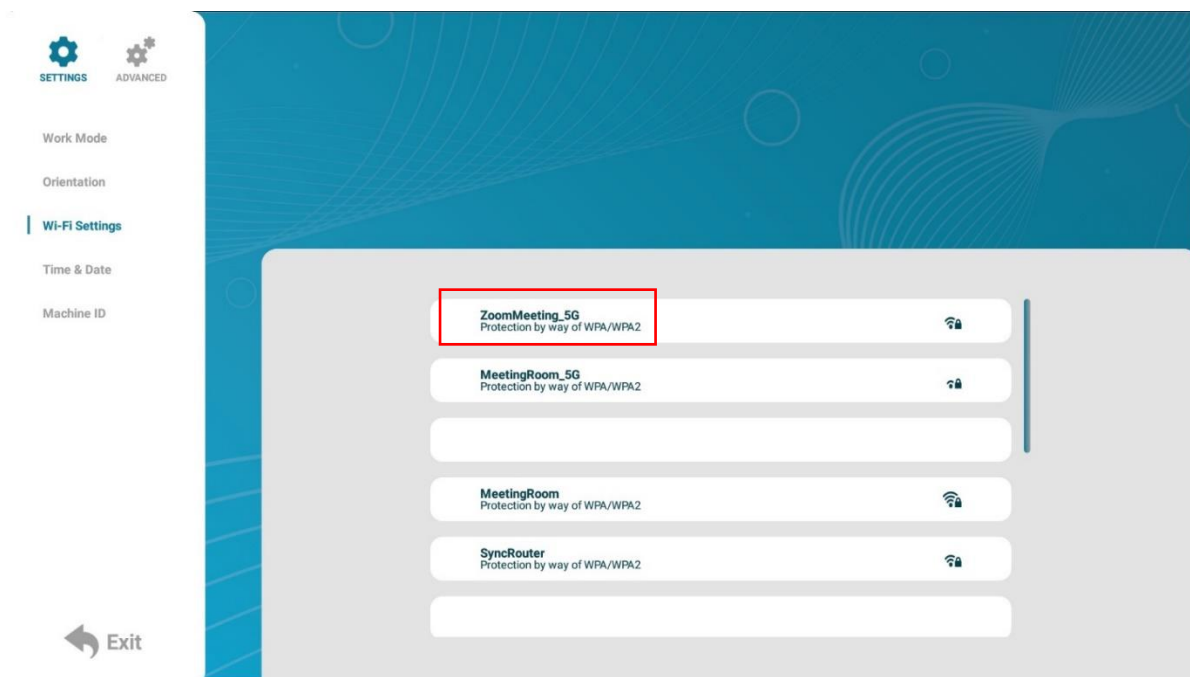 SETTINGS
ADVANCED
Work Mode
Orientation
Wi-Fi Settings
Time & Date
Machine ID
Exit
ZoomMeeting_5G
Protection by way of WPA/WPA2
MeetingRoom_5G
Protection by way of WPA/WPA2
MeetingRoom
Protection by way of WPA/WPA2
SyncRouter
Protection by way of WPA/WPA2